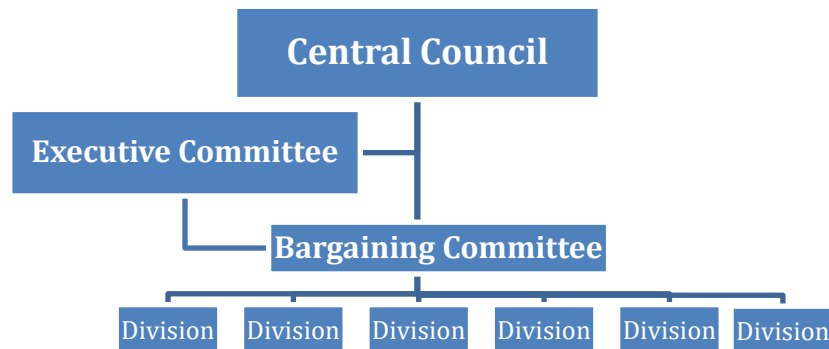 Central Council
Executive Committee
Bargaining Committee
Division Division Division Division Division Division